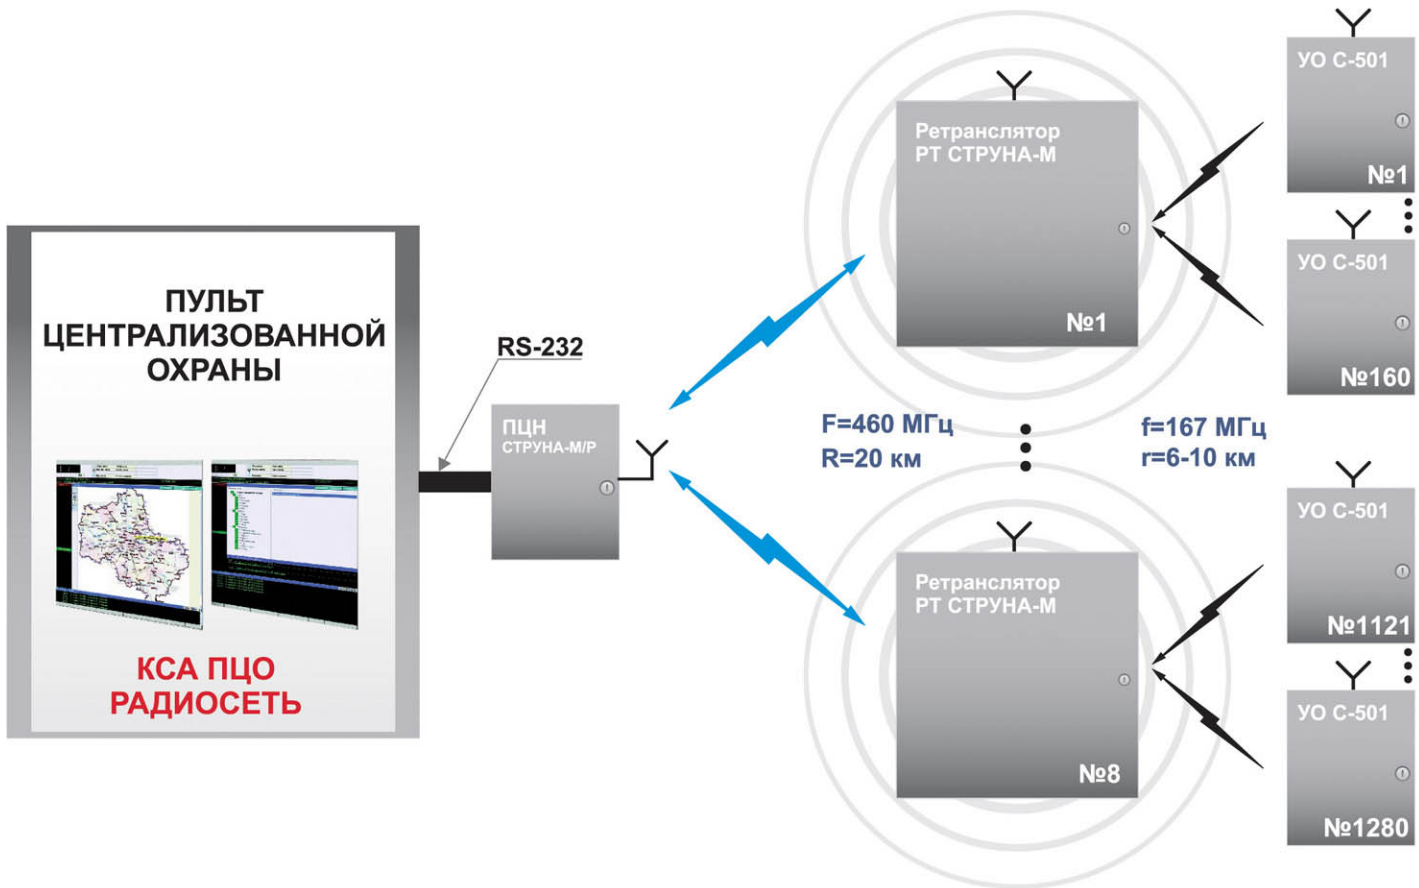 ПУЛЬТ
ЦЕНТРАЛИЗОВАННОЙ
ОХРАНЫ
КСА ПЦО
РАДИОСЕТЬ
RS-232
ПЦН
СТРУНА-М/Р
Ретранслятор
РТ СТРУНА-М
№1
F=460 МГц
R=20 км
f=167 МГц
r=6-10 км
Ретранслятор
РТ СТРУНА-М
№8
УО С-501
№1
УО С-501
№160
УО С-501
№1121
УО С-501
№1280